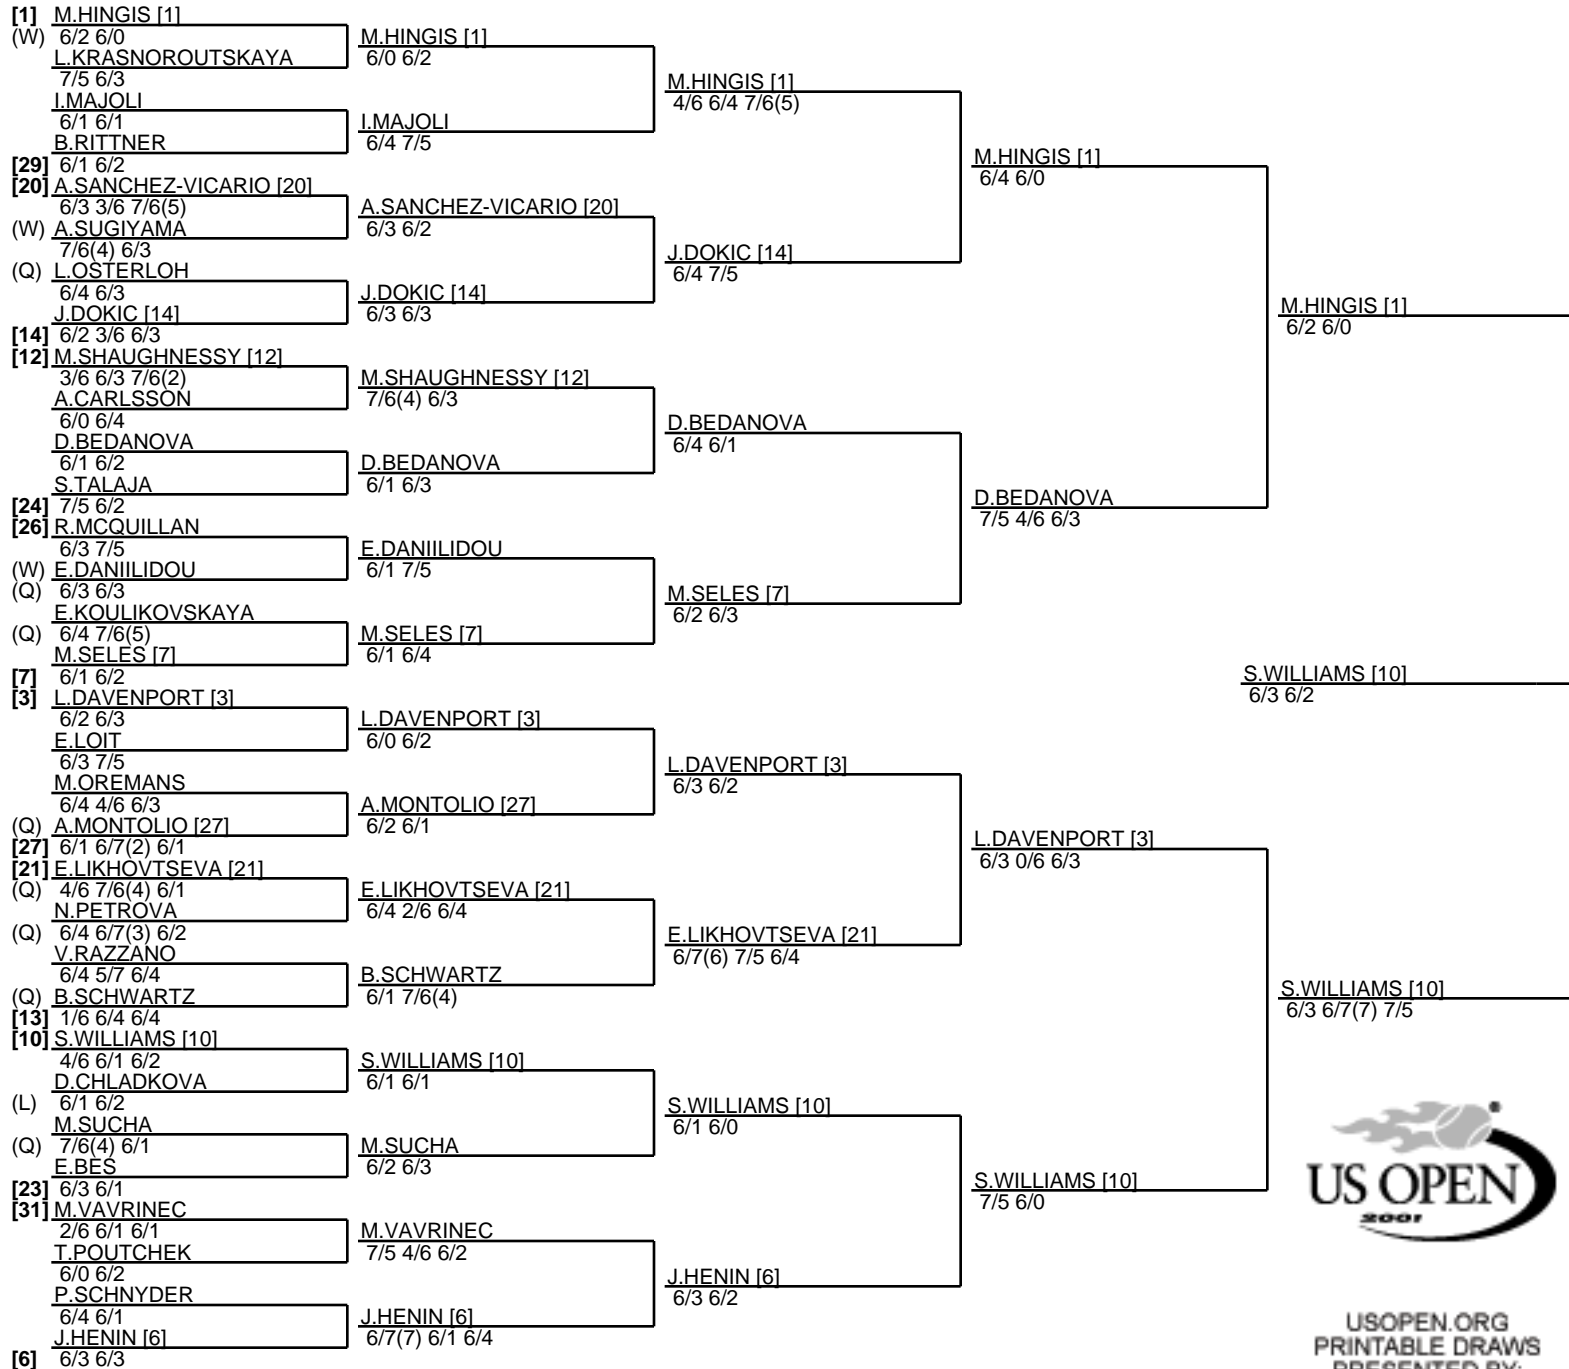 [1] M.HINGIS [1]
(W) 6/2 6/0
L.KRASNOROUTSKAYA
7/5 6/3
I.MAJOLI
6/1 6/1
B.RITTNER
[29] 6/1 6/2
[20] A.SANCHEZ-VICARIO [20]
6/3 3/6 7/6(5)
(W) A.SUGIYAMA
7/6(4) 6/3
(Q) L.OSTERLOH
6/4 6/3
J.DOKIC [14]
[14] 6/2 3/6 6/3
[12] M.SHAUGHNESSY [12]
3/6 6/3 7/6(2)
A.CARLSSON
6/0 6/4
D.BEDANOVA
6/1 6/2
S.TALAJA
[24] 7/5 6/2
[26] R.MCQUILLAN
6/3 7/5
(W) E.DANIILIDOU
(Q) 6/3 6/3
E.KOULIKOVSKAYA
(Q) 6/4 7/6(5)
M.SELES [7]
[7] 6/1 6/2
[3] L.DAVENPORT [3]
6/2 6/3
E.LOIT
6/3 7/5
M.OREMANS
6/4 4/6 6/3
(Q) A.MONTOLIO [27]
[27] 6/1 6/7(2) 6/1
[21] E.LIKHOVTSEVA [21]
(Q) 4/6 7/6(4) 6/1
N.PETROVA
(Q) 6/4 6/7(3) 6/2
V.RAZZANO
6/4 5/7 6/4
(Q) B.SCHWARTZ
[13] 1/6 6/4 6/4
[10] S.WILLIAMS [10]
4/6 6/1 6/2
D.CHLADKOVA
(L) 6/1 6/2
M.SUCHA
(Q) 7/6(4) 6/1
E.BES
[23] 6/3 6/1
[31] M.VAVRINEC
2/6 6/1 6/1
T.POUTCHEK
6/0 6/2
P.SCHNYDER
6/4 6/1
J.HENIN [6]
[6] 6/3 6/3
M.HINGIS [1]
6/0 6/2
I.MAJOLI
6/4 7/5
A.SANCHEZ-VICARIO [20]
6/3 6/2
J.DOKIC [14]
6/3 6/3
M.SHAUGHNESSY [12]
7/6(4) 6/3
D.BEDANOVA
6/1 6/3
E.DANIILIDOU
6/1 7/5
M.SELES [7]
6/1 6/4
L.DAVENPORT [3]
6/0 6/2
A.MONTOLIO [27]
6/2 6/1
E.LIKHOVTSEVA [21]
6/4 2/6 6/4
B.SCHWARTZ
6/1 7/6(4)
S.WILLIAMS [10]
6/1 6/1
M.SUCHA
6/2 6/3
M.VAVRINEC
7/5 4/6 6/2
J.HENIN [6]
6/7(7) 6/1 6/4
M.HINGIS [1]
4/6 6/4 7/6(5)
J.DOKIC [14]
6/4 7/5
D.BEDANOVA
6/4 6/1
M.SELES [7]
6/2 6/3
L.DAVENPORT [3]
6/3 6/2
E.LIKHOVTSEVA [21]
6/7(6) 7/5 6/4
S.WILLIAMS [10]
6/1 6/0
J.HENIN [6]
6/3 6/2
M.HINGIS [1]
6/4 6/0
D.BEDANOVA
7/5 4/6 6/3
L.DAVENPORT [3]
6/3 0/6 6/3
S.WILLIAMS [10]
7/5 6/0
M.HINGIS [1]
6/2 6/0
S.WILLIAMS [10]
6/3 6/2
S.WILLIAMS [10]
6/3 6/7(7) 7/5
US OPEN
2001
USOPEN.ORG
PRINTABLE DRAWS
PRESENTED BY: